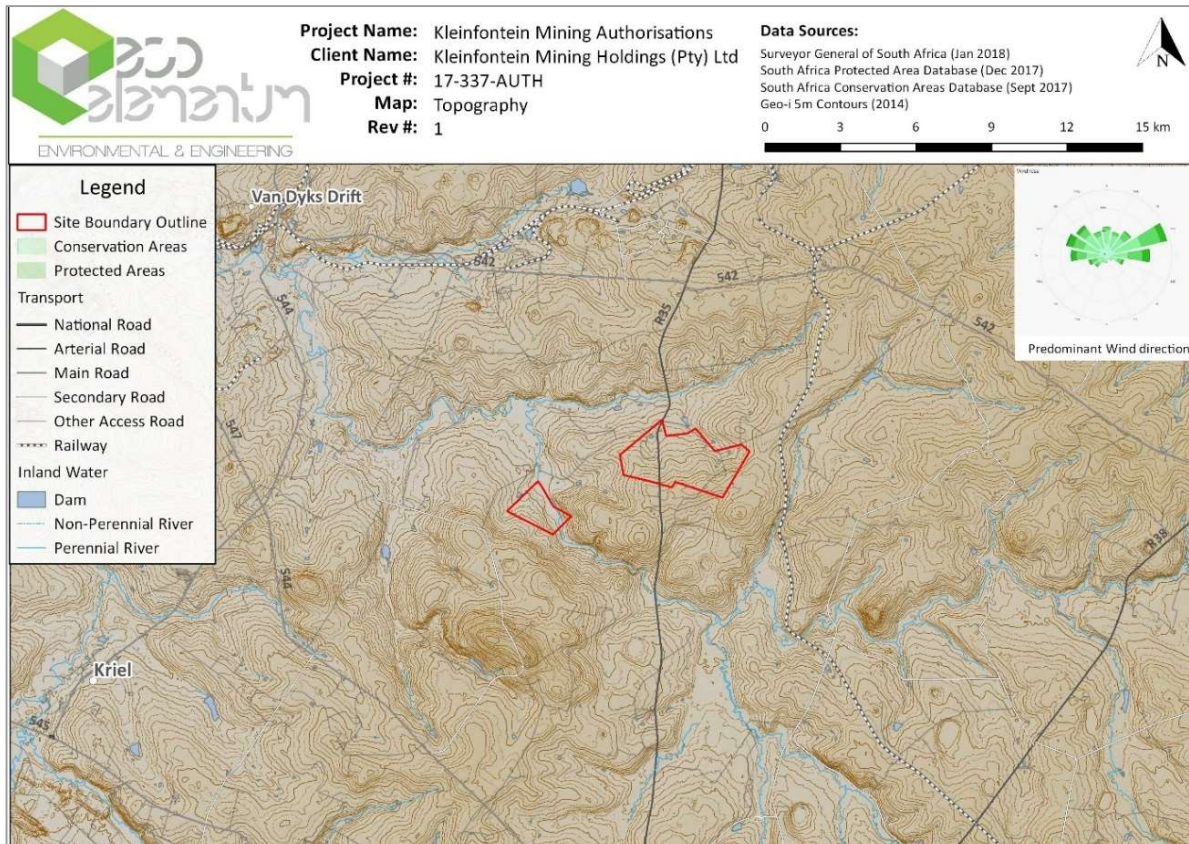 eco
elementum
ENVIRONMENTAL & ENGINEERING
Project Name: Kleinfontein Mining Authorisations
Client Name: Kleinfontein Mining Holdings (Pty) Ltd
Project #: 17-337-AUTH
Map: Topography
Rev #: 1
Data Sources:
Surveyor General of South Africa (Jan 2018)
South Africa Protected Area Database (Dec 2017)
South Africa Conservation Areas Database (Sept 2017)
Geo-i 5m Contours (2014)
0 3 6 9 12 15 km
N
Legend
Site Boundary Outline
Conservation Areas
Protected Areas
Transport
National Road
Arterial Road
Main Road
Secondary Road
Other Access Road
Railway
Inland Water
Dam
Non-Perennial River
Perennial River
Van Dyks Drift
542
544
R35
542
542
547
544
R38
Kriel
545
Predominant Wind direction